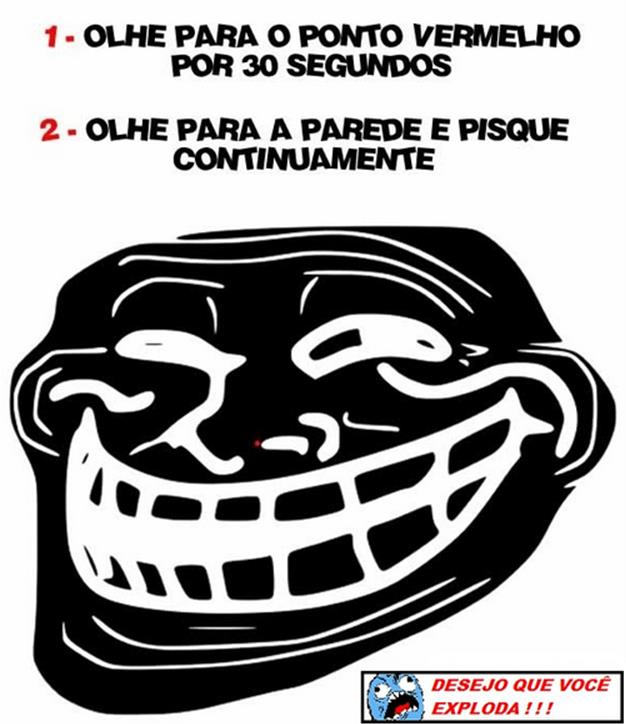 1 - OLHE PARA O PONTO VERMELHO
POR 30 SEGUNDOS
2 - OLHE PARA A PAREDE E PISQUE
CONTINUAMENTE
DESEJO QUE VOCÊ
EXPLODA !!!